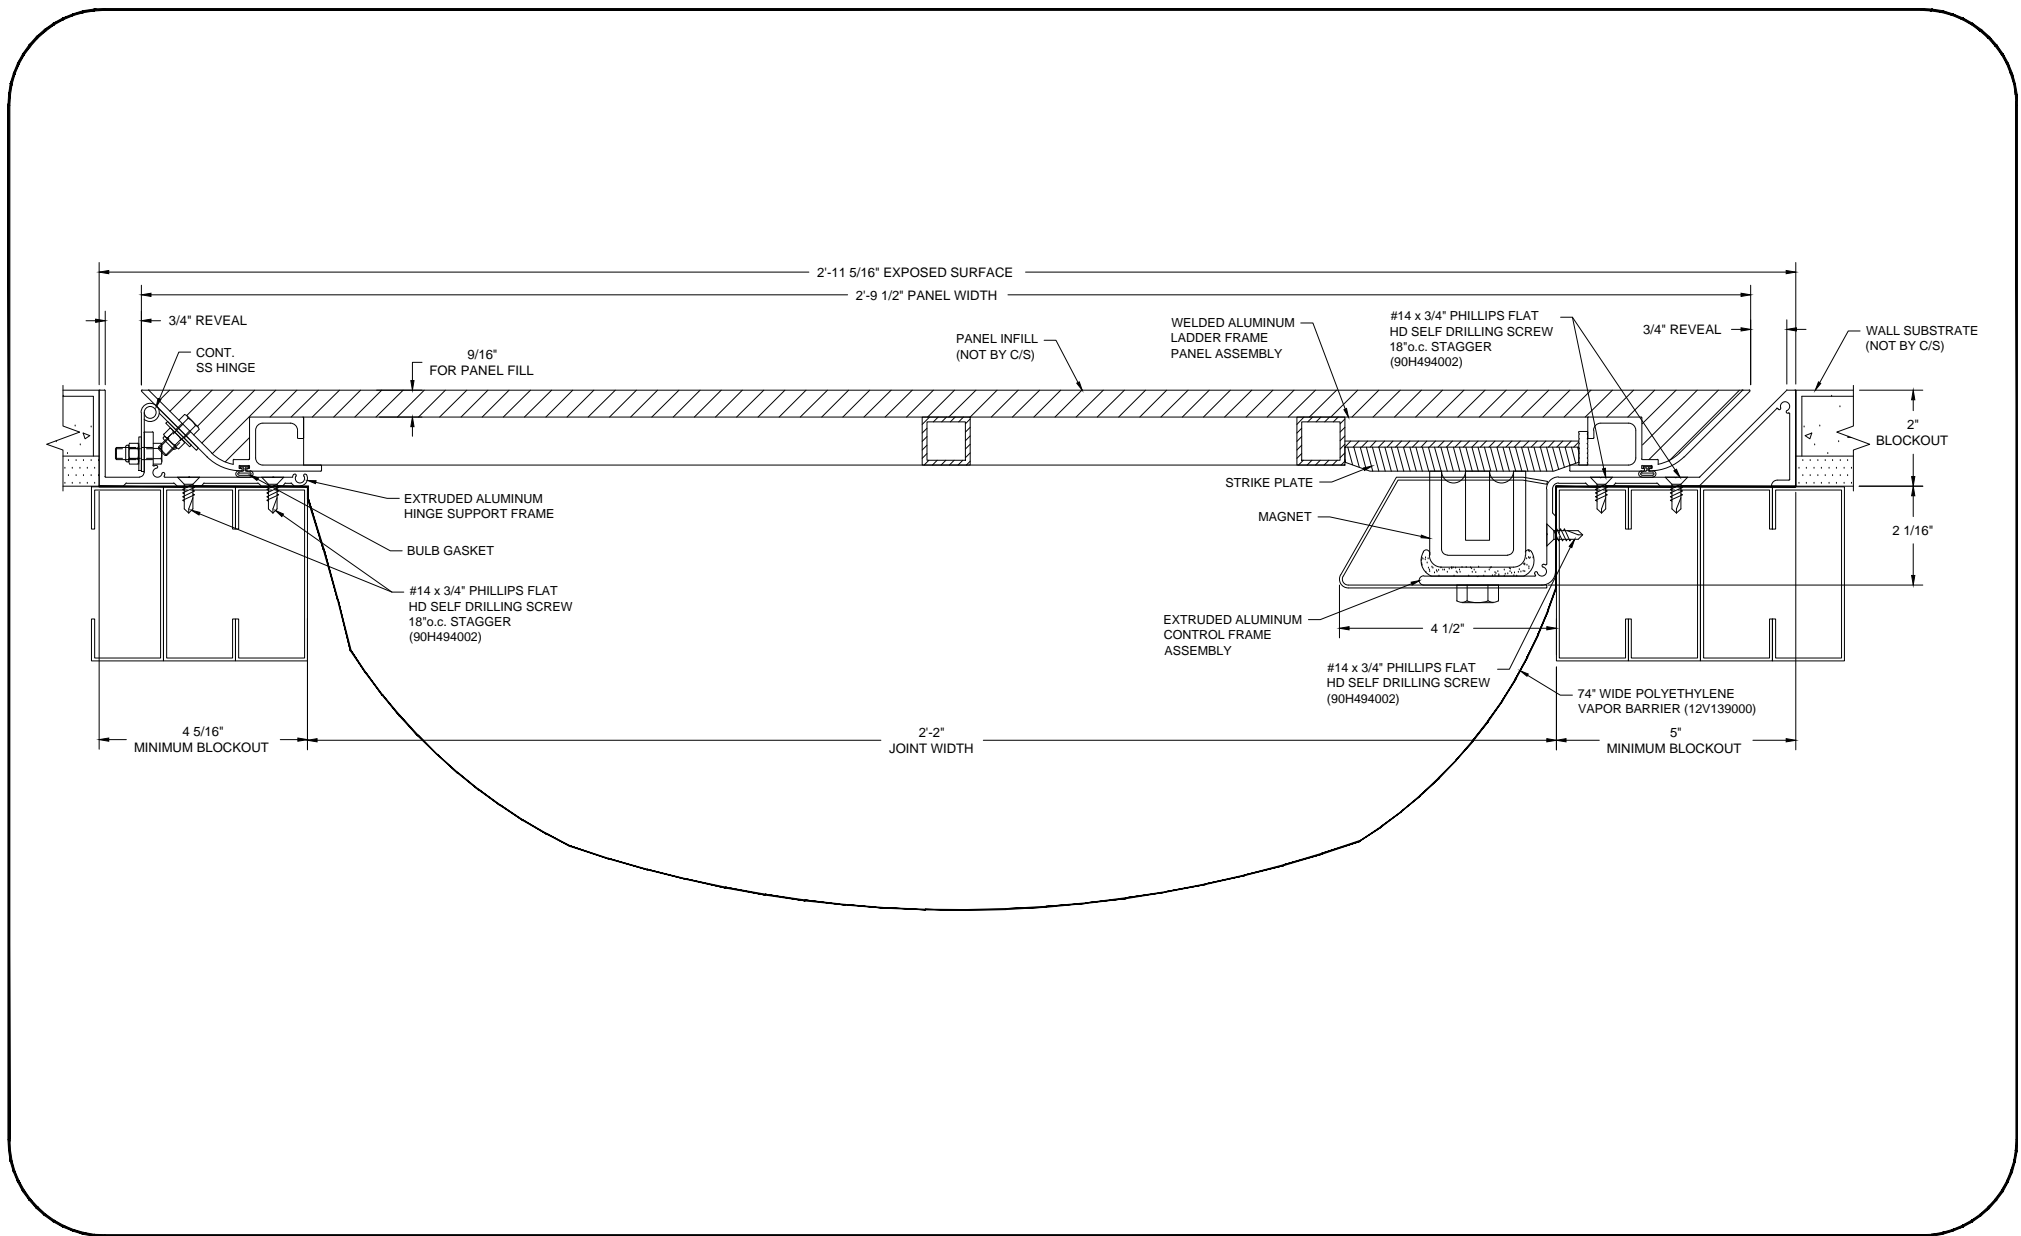 2'-11 5/16" EXPOSED SURFACE
2'-9 1/2" PANEL WIDTH
3/4" REVEAL
CONT.
SS HINGE
9/16"
FOR PANEL FILL
PANEL INFILL
(NOT BY C/S)
WELDED ALUMINUM
LADDER FRAME
PANEL ASSEMBLY
#14 x 3/4" PHILLIPS FLAT
HD SELF DRILLING SCREW
18"o.c. STAGGER
(90H494002)
3/4" REVEAL
WALL SUBSTRATE
(NOT BY C/S)
2"
BLOCKOUT
STRIKE PLATE
EXTRUDED ALUMINUM
HINGE SUPPORT FRAME
MAGNET
2 1/16"
BULB GASKET
#14 x 3/4" PHILLIPS FLAT
HD SELF DRILLING SCREW
18"o.c. STAGGER
(90H494002)
EXTRUDED ALUMINUM
CONTROL FRAME
ASSEMBLY
4 1/2"
#14 x 3/4" PHILLIPS FLAT
HD SELF DRILLING SCREW
(90H494002)
74" WIDE POLYETHYLENE
VAPOR BARRIER (12V139000)
4 5/16"
MINIMUM BLOCKOUT
2'-2"
JOINT WIDTH
5"
MINIMUM BLOCKOUT